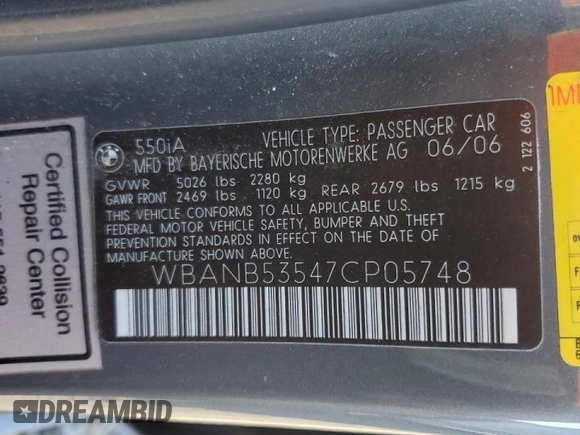 550iA VEHICLE TYPE: PASSENGER CAR
MFD BY BAYERISCHE MOTORENWERKE AG 06/06
GVWR 5026 lbs 2280 kg
GAWR FRONT 2469 lbs 1120 kg REAR 2679 lbs 1215 kg
THIS VEHICLE CONFORMS TO ALL APPLICABLE U.S.
FEDERAL MOTOR VEHICLE SAFETY, BUMPER AND THEFT
PREVENTION STANDARDS IN EFFECT ON THE DATE OF
MANUFACTURE SHOWN ABOVE.
WBANB53547CP05748
2 122 606
Certified Collision
Repair Center
DREAMBID